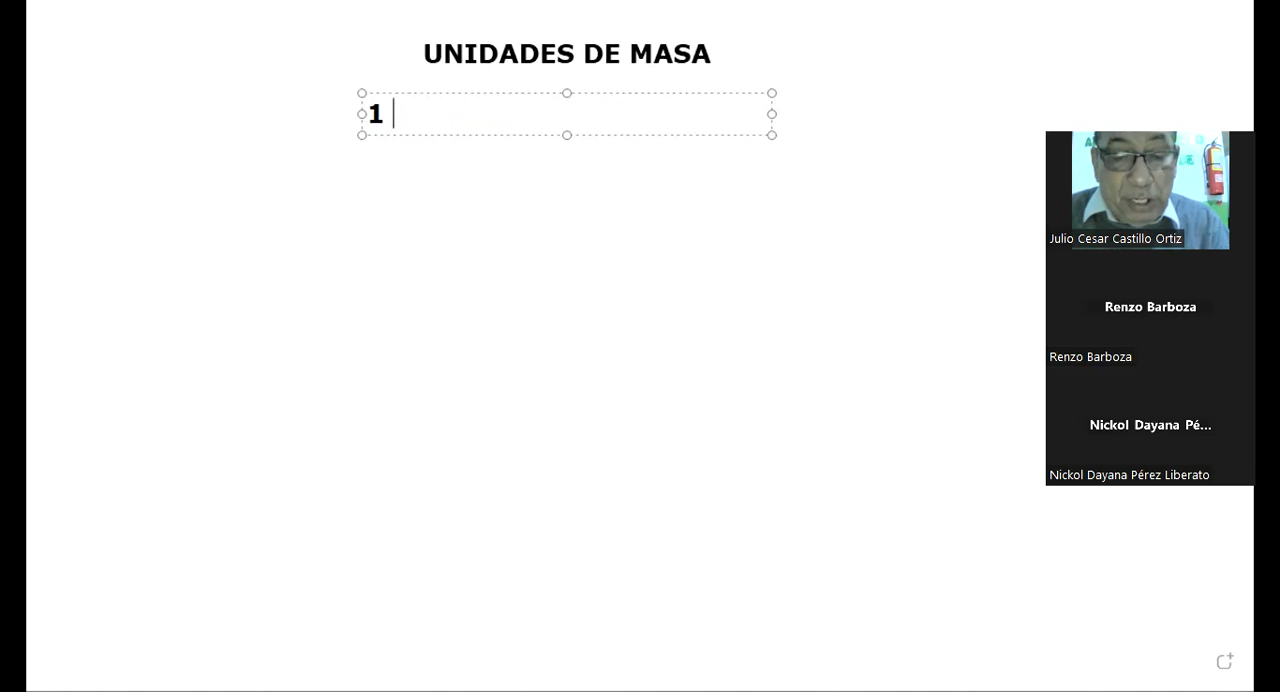 UNIDADES DE MASA
1
Julio Cesar Castillo Ortiz
Renzo Barboza
Renzo Barboza
Nickol Dayana Pé...
Nickol Dayana Pérez Liberato